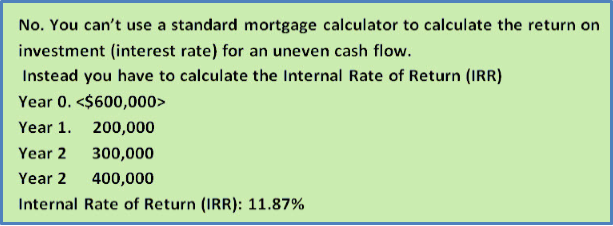 No. You can't use a standard mortgage calculator to calculate the return on
investment (interest rate) for an uneven cash flow.
Instead you have to calculate the Internal Rate of Return (IRR)
Year 0. <$600,000>
Year 1. 200,000
Year 2 300,000
Year 2 400,000
Internal Rate of Return (IRR): 11.87%